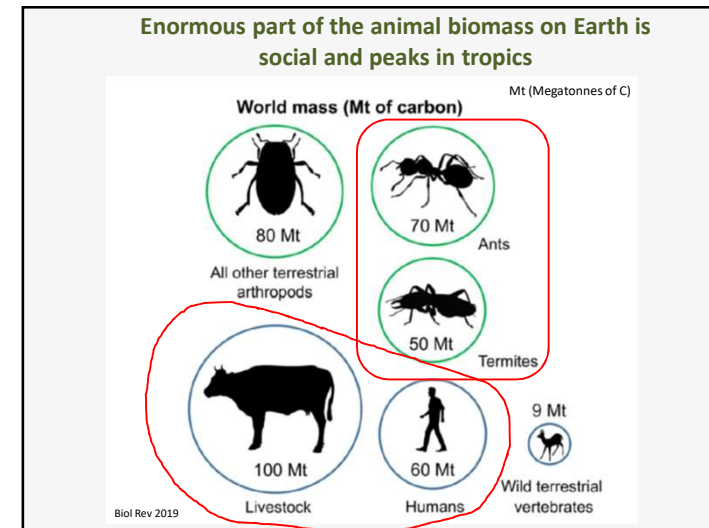 Enormous part of the animal biomass on Earth is
social and peaks in tropics
Mt (Megatonnes of C)
World mass (Mt of carbon)
80 Mt
All other terrestrial
arthropods
70 Mt
Ants
50 Mt
Termites
100 Mt
Livestock
60 Mt
Humans
9 Mt
Wild terrestrial
vertebrates
Biol Rev 2019